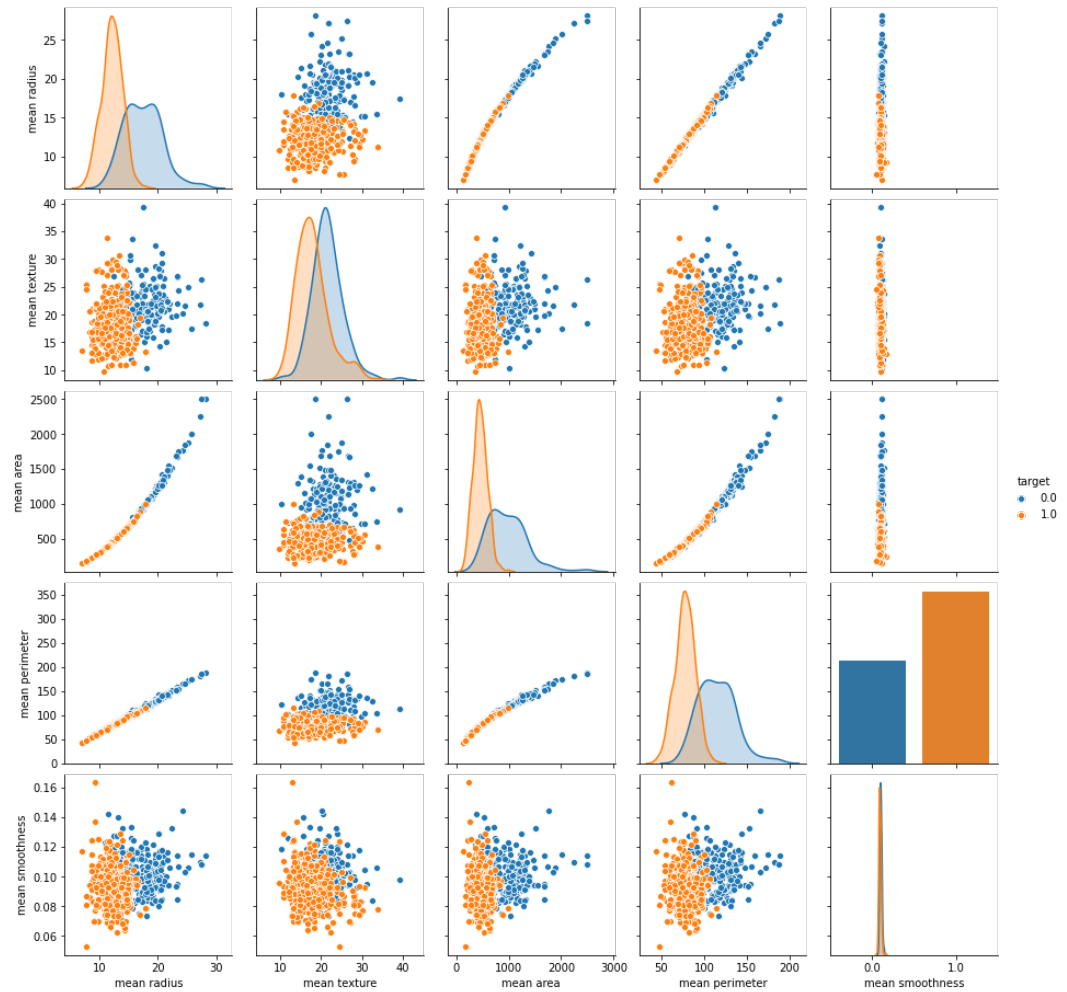 mean radius
25
20
15
10
mean texture
40
35
30
25
20
15
10
mean area
2500
2000
1500
1000
500
target
0.0
1.0
mean perimeter
350
300
250
200
150
100
50
0
mean smoothness
0.16
0.14
0.12
0.10
0.08
0.06
10 20 30
10 20 30 40
0 1000 2000 3000
50 100 150 200
0.0 1.0
mean radius
mean texture
mean area
mean perimeter
mean smoothness